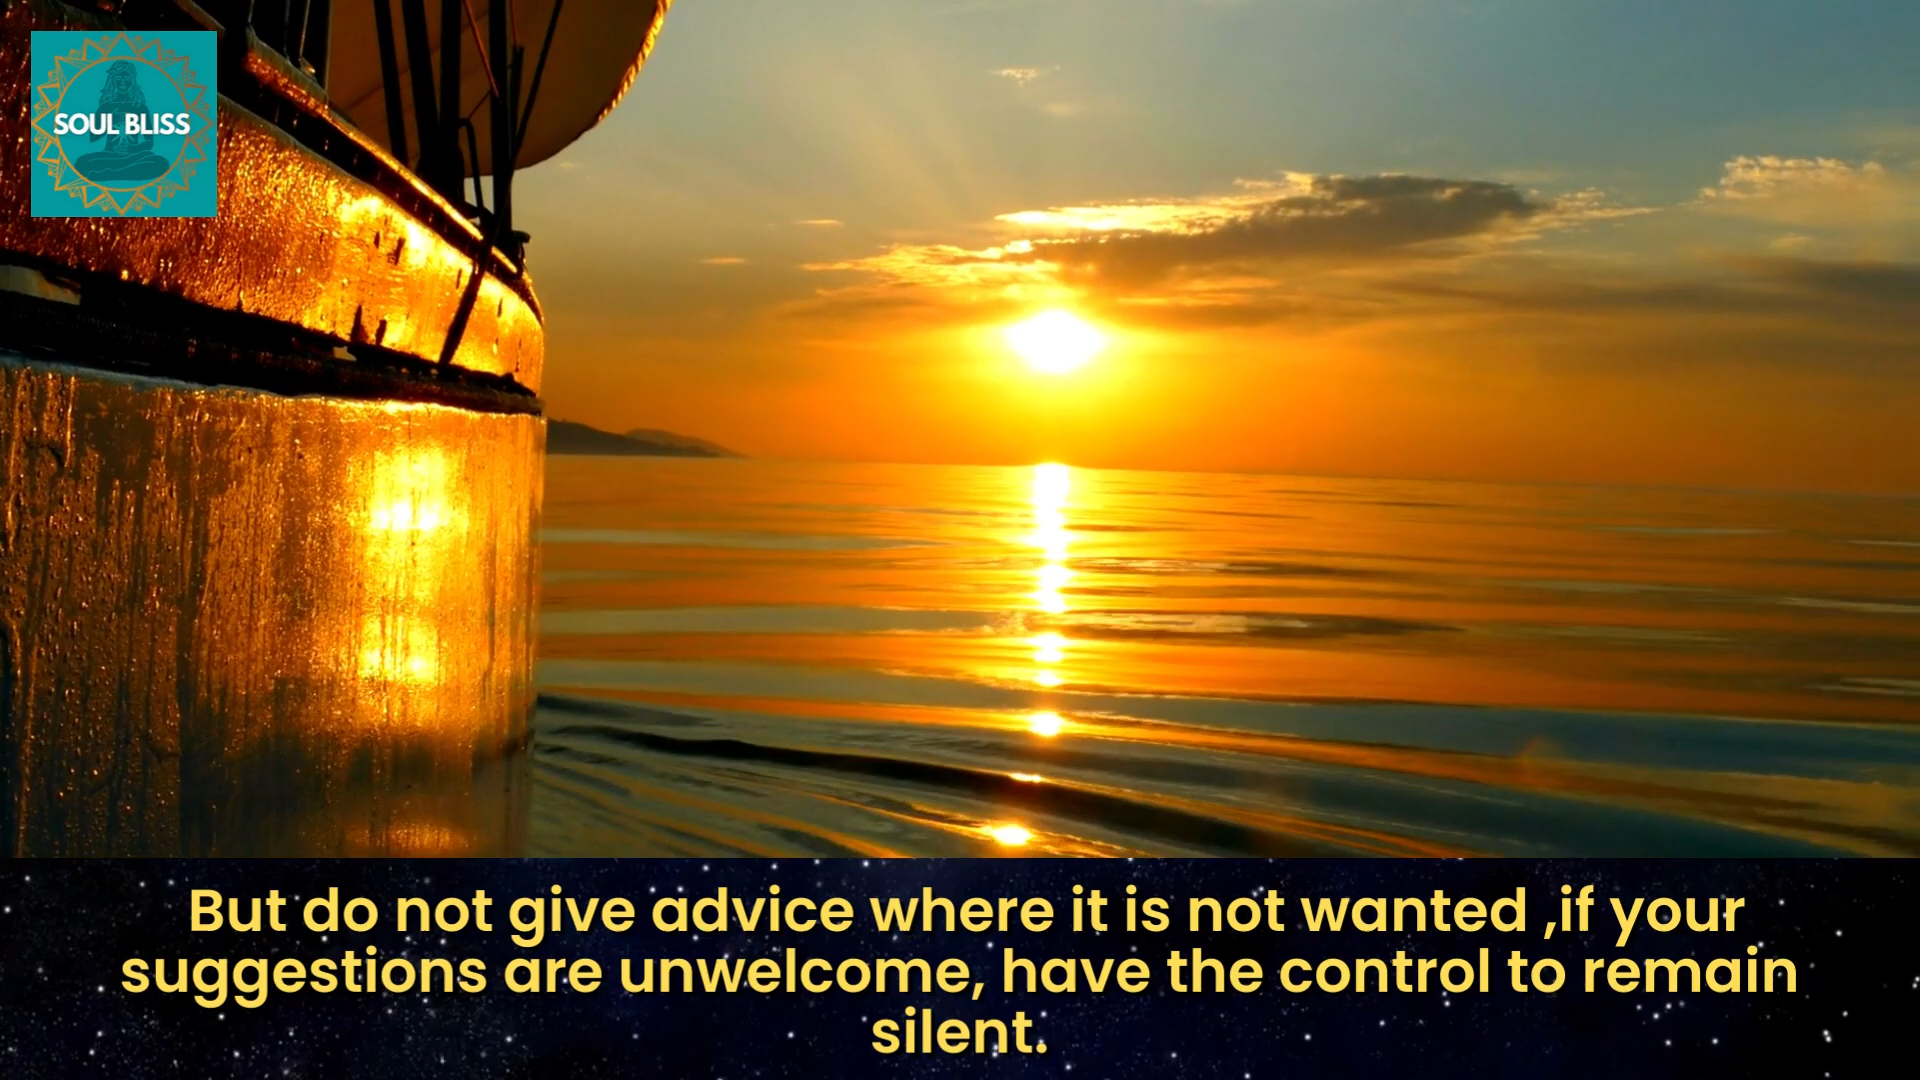 SOUL BLISS
But do not give advice where it is not wanted ,if your
suggestions are unwelcome, have the control to remain
silent.